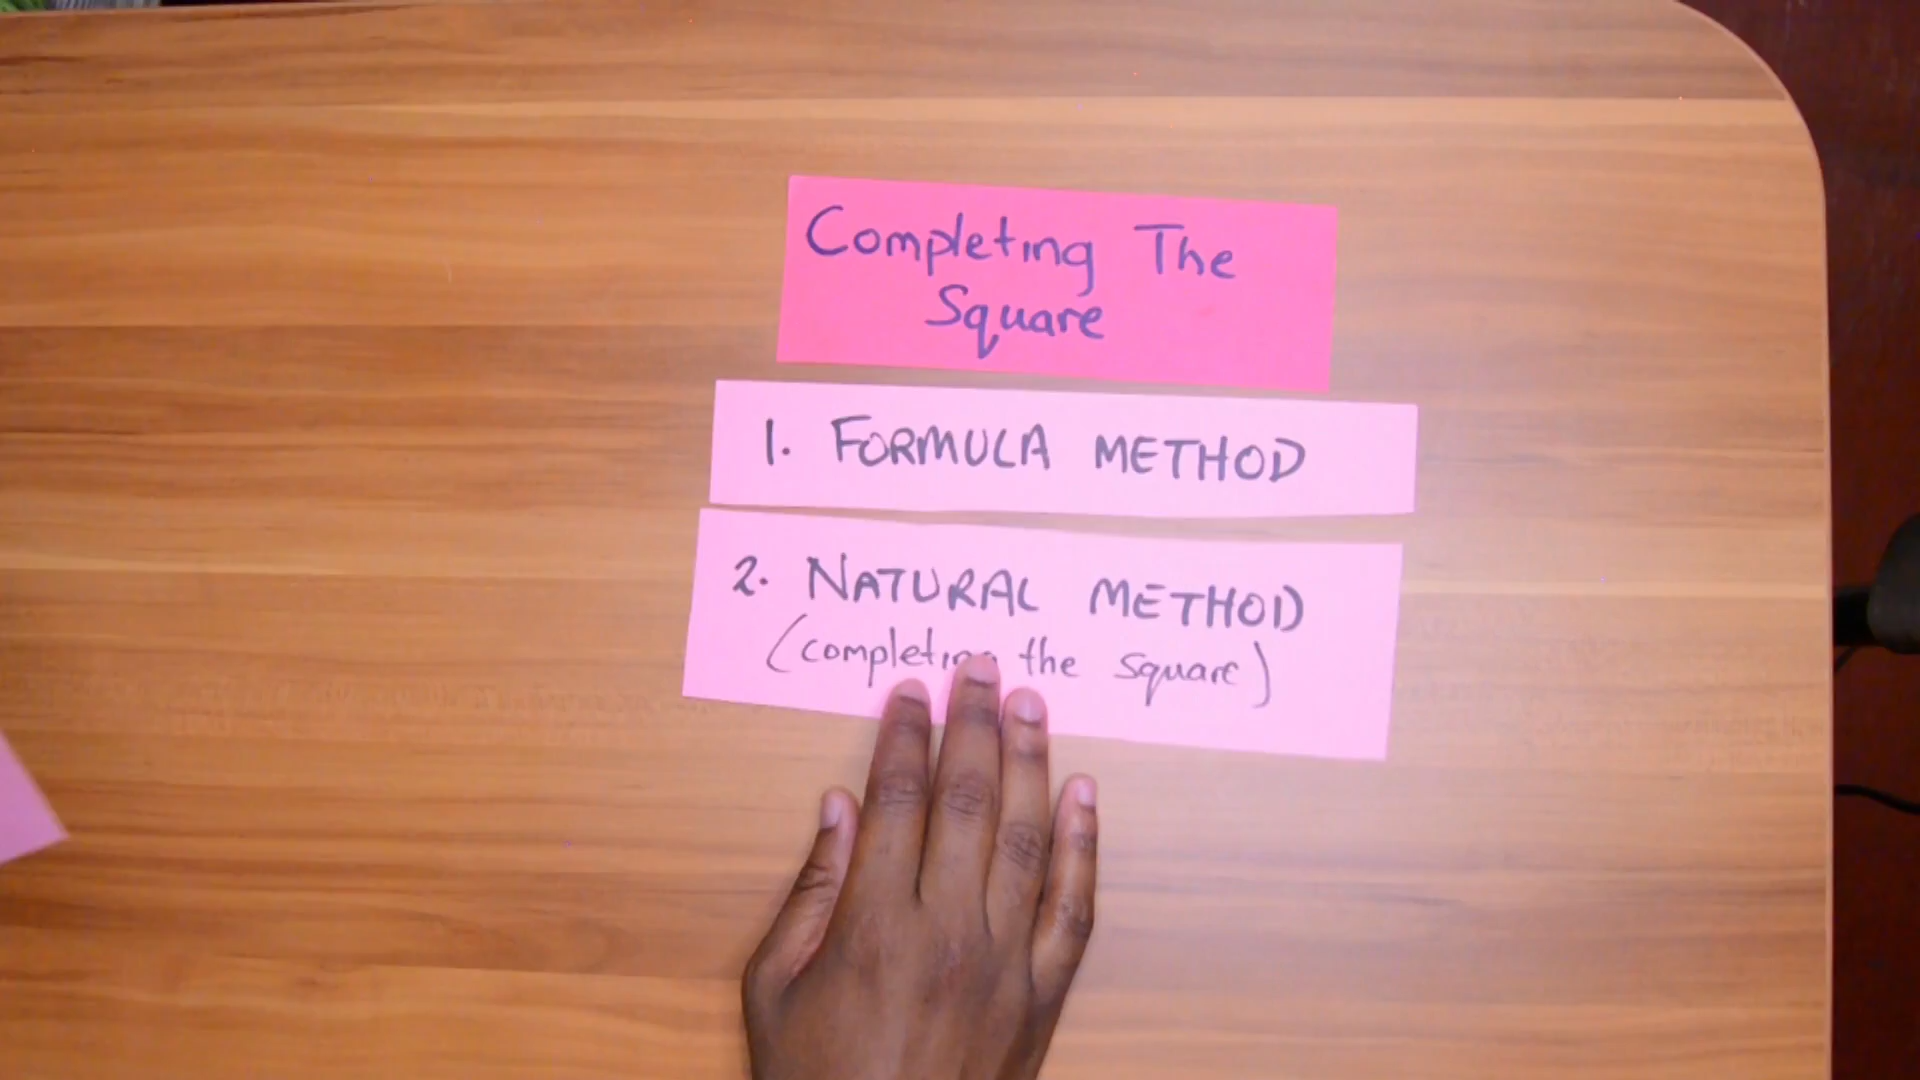 Completing The
Square
1. FORMULA METHOD
2. NATURAL METHOD
(completing the square)